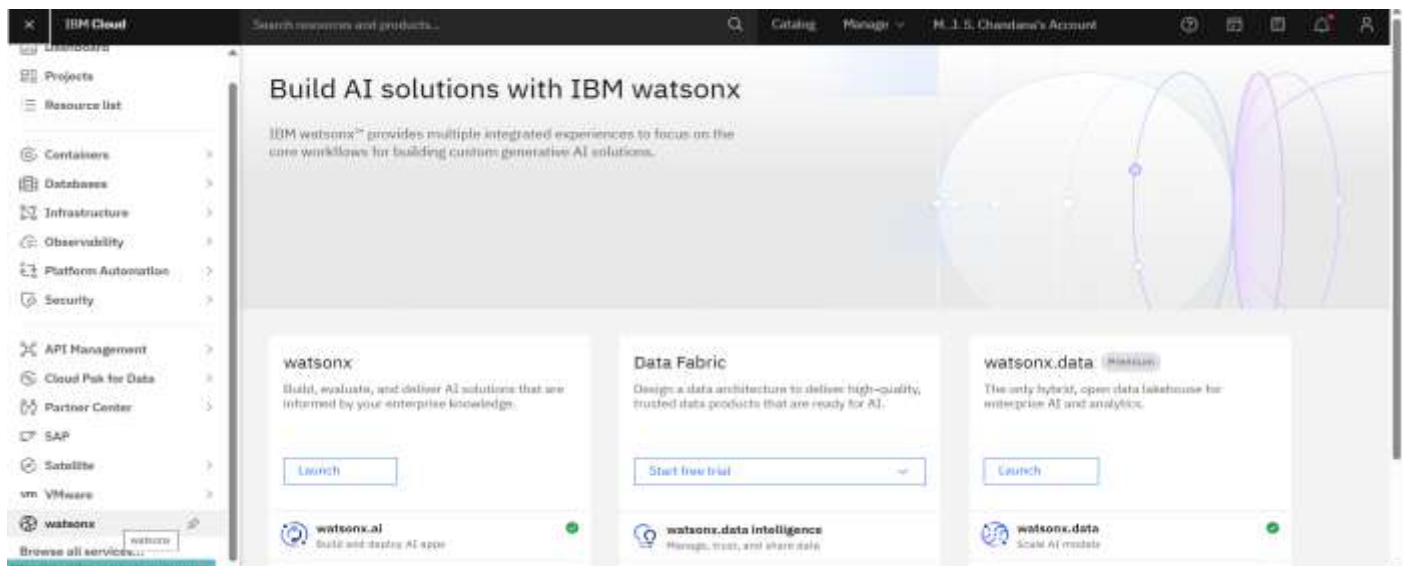 IBM Cloud
Search resources and products...
Catalog
Manage
M. J. S. Chandana's Account
Dashboard
Projects
Resource list
Containers
Databases
Infrastructure
Observability
Platform Automation
Security
API Management
Cloud Pak for Data
Partner Center
SAP
Satellite
vm VMware
watsonx
watsonx
Browse all services...
Build AI solutions with IBM watsonx
IBM watsonx™ provides multiple integrated experiences to focus on the
core workflows for building custom generative AI solutions.
watsonx
Build, evaluate, and deliver AI solutions that are
informed by your enterprise knowledge.
Launch
watsonx.ai
Build and deploy AI apps
Data Fabric
Design a data architecture to deliver high-quality,
trusted data products that are ready for AI.
Start free trial
watsonx.data intelligence
Manage, trust, and share data
watsonx.data Premium
The only hybrid, open data lakehouse for
enterprise AI and analytics.
Launch
watsonx.data
Scale AI models